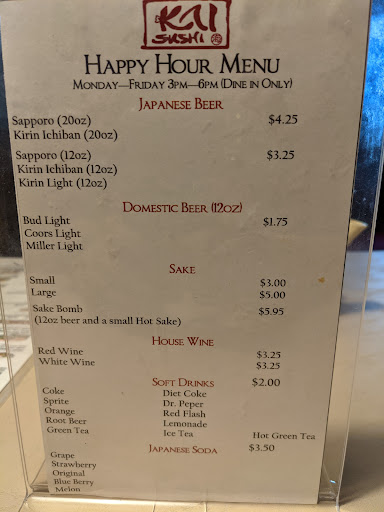 KAI
SUSHI
Happy Hour Menu
Monday—Friday 3pm—6pm (Dine in Only)
Japanese Beer
Sapporo (20oz) $4.25
Kirin Ichiban (20oz)
Sapporo (12oz) $3.25
Kirin Ichiban (12oz)
Kirin Light (12oz)
Domestic Beer (12oz)
Bud Light $1.75
Coors Light
Miller Light
Sake
Small $3.00
Large $5.00
Sake Bomb $5.95
(12oz beer and a small Hot Sake)
House Wine
Red Wine $3.25
White Wine $3.25
Soft Drinks $2.00
Coke Diet Coke
Sprite Dr. Peper
Orange Red Flash
Root Beer Lemonade
Green Tea Ice Tea Hot Green Tea
Japanese Soda $3.50
Grape
Strawberry
Original
Blue Berry
Melon